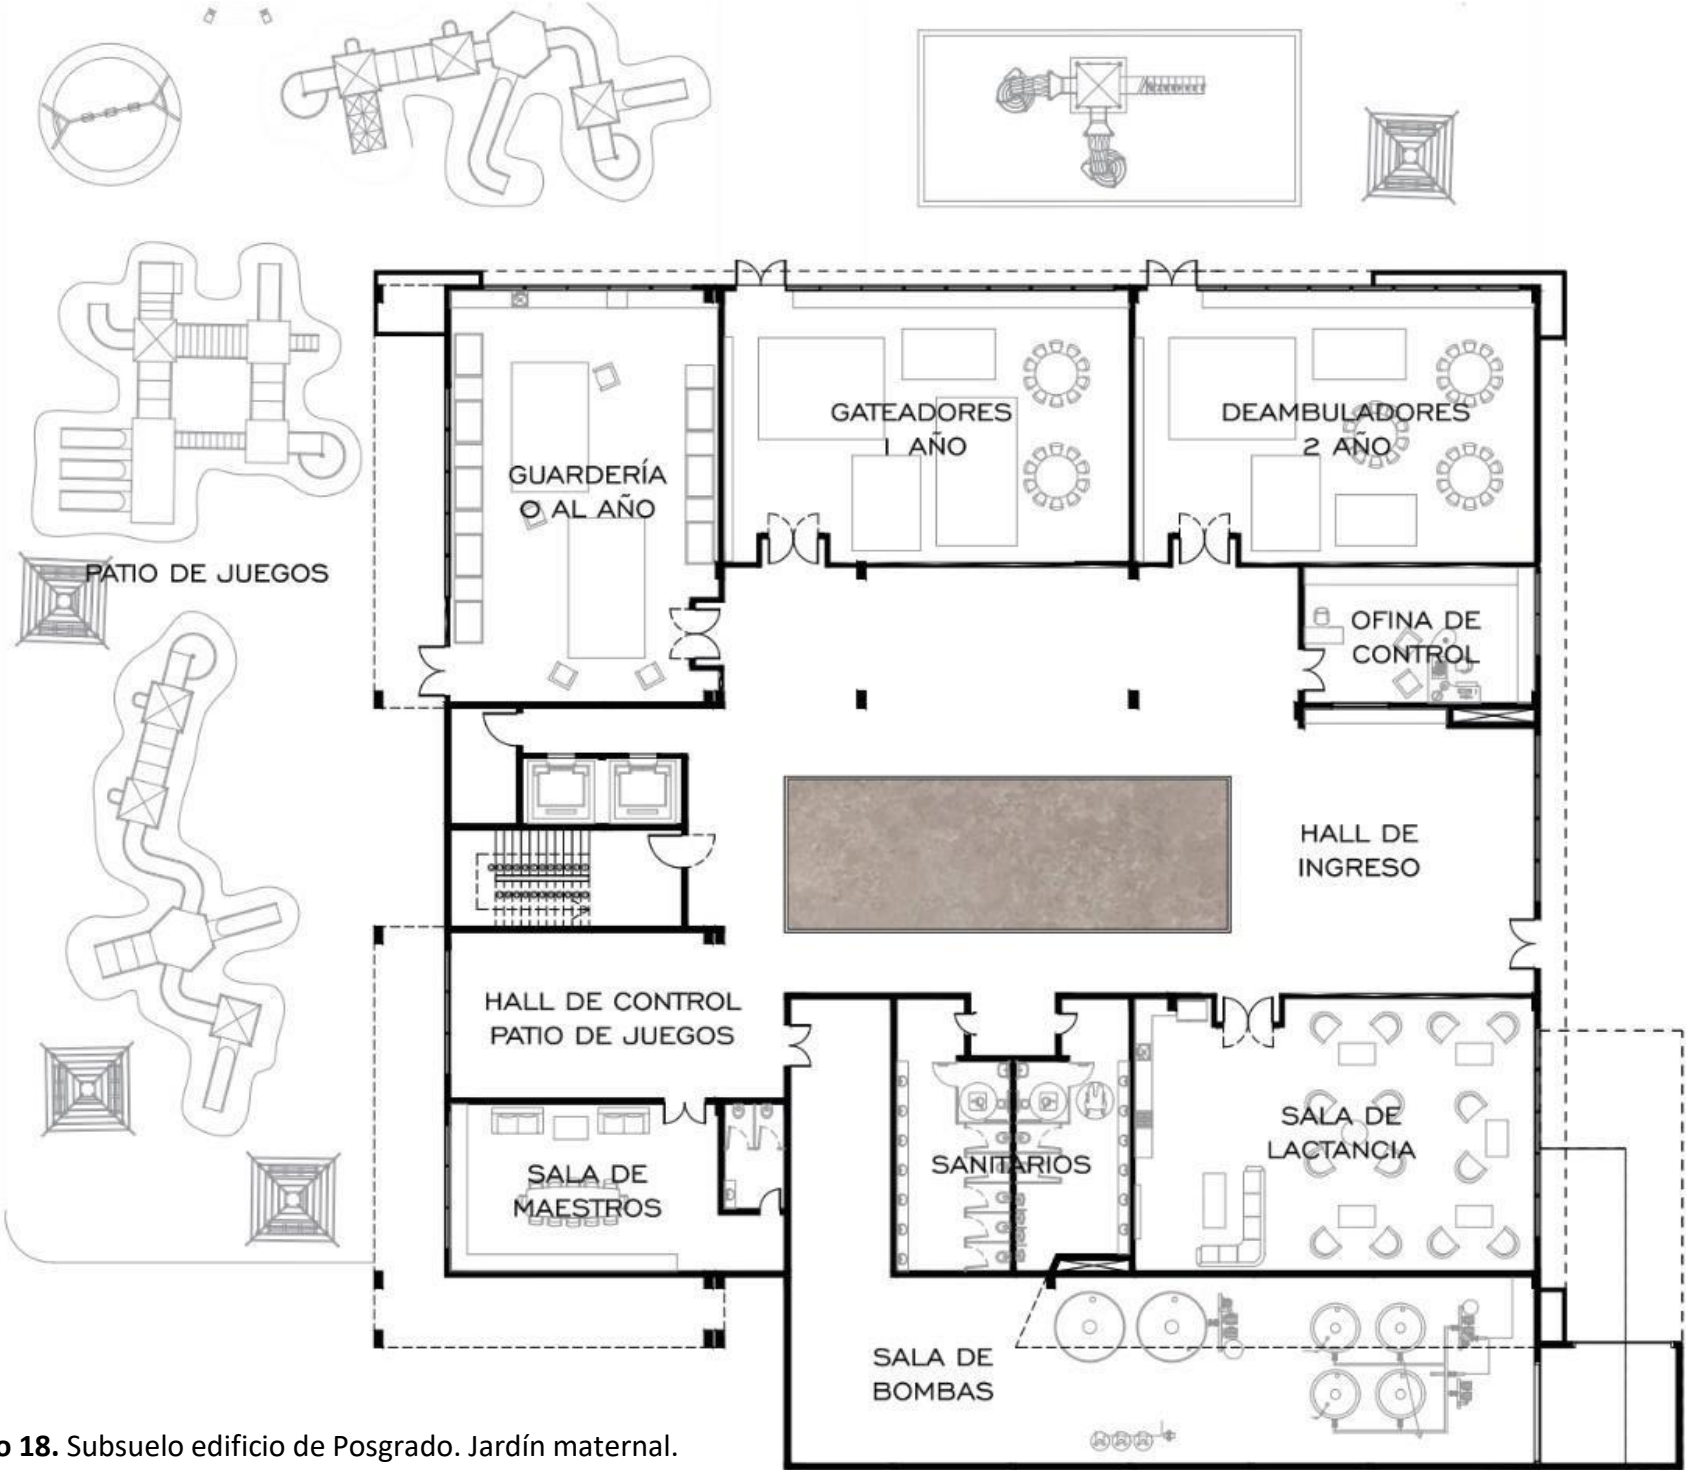 GATEADORES
1 AÑO
DEAMBULADORES
2 AÑO
GUARDERÍA
O AL AÑO
PATIO DE JUEGOS
OFINA DE
CONTROL
HALL DE
INGRESO
HALL DE CONTROL
PATIO DE JUEGOS
SALA DE
MAESTROS
SANITARIOS
SALA DE
LACTANCIA
SALA DE
BOMBAS
o 18. Subsuelo edificio de Posgrado. Jardín maternal.